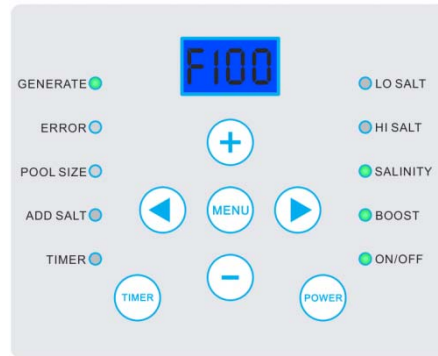 F100
GENERATE
ERROR
POOL SIZE
ADD SALT
TIMER
LO SALT
HI SALT
SALINITY
BOOST
ON/OFF
+
MENU
−
TIMER
POWER